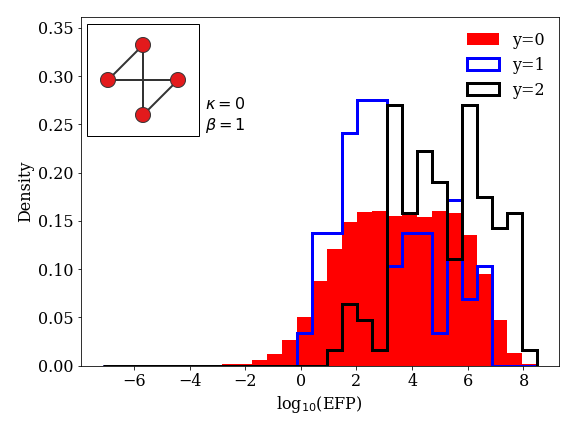 0.35
0.30
0.25
0.20
0.15
0.10
0.05
0.00
Density
κ = 0
β = 1
y=0
y=1
y=2
−6 −4 −2 0 2 4 6 8
log₁₀(EFP)